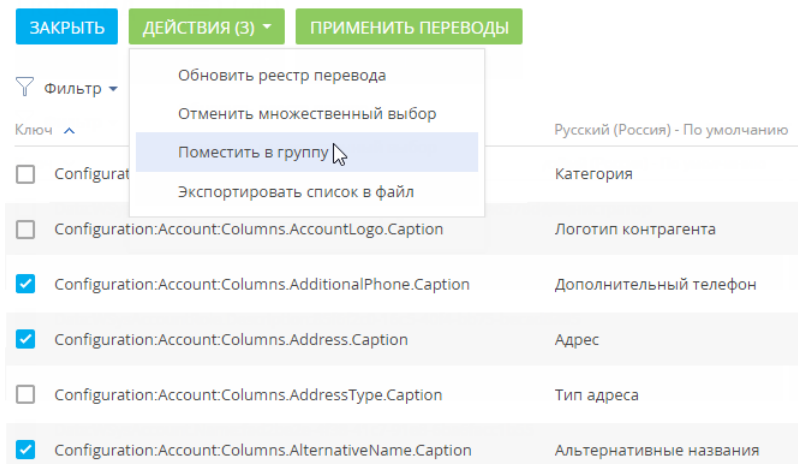 ЗАКРЫТЬ ДЕЙСТВИЯ (3) ПРИМЕНИТЬ ПЕРЕВОДЫ
Обновить реестр перевода
Фильтр
Отменить множественный выбор
Ключ Русский (Россия) - По умолчанию
Поместить в группу
Configurat Категория
Экспортировать список в файл
Configuration:Account:Columns.AccountLogo.Caption Логотип контрагента
Configuration:Account:Columns.AdditionalPhone.Caption Дополнительный телефон
Configuration:Account:Columns.Address.Caption Адрес
Configuration:Account:Columns.AddressType.Caption Тип адреса
Configuration:Account:Columns.AlternativeName.Caption Альтернативные названия